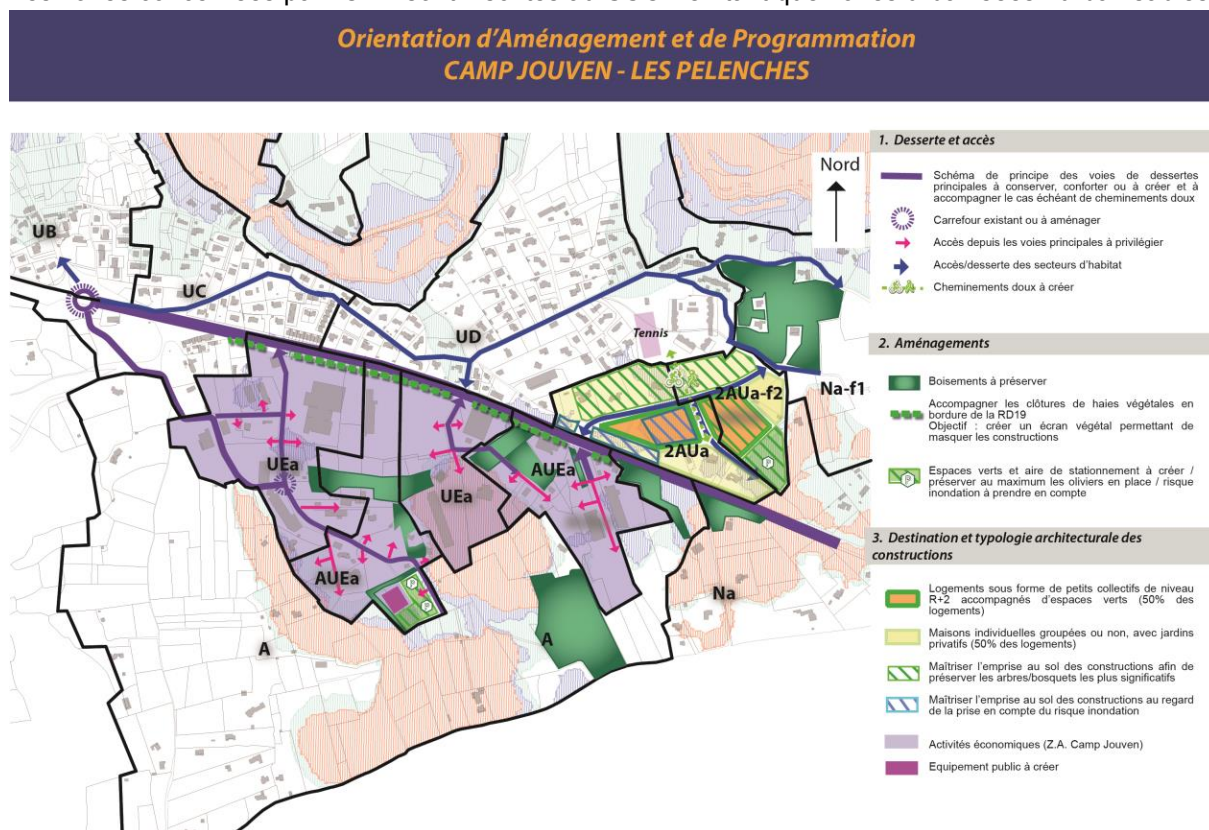 Orientation d’Aménagement et de Programmation
CAMP JOUVEN - LES PELENCHES
Nord
UB
UC
UD
Tennis
2AUa-f2
Na-f1
2AUa
UEa
AUEa
UEa
AUEa
Na
A
A
1. Desserte et accès
Schéma de principe des voies de dessertes
principales à conserver, conforter ou à créer et à
accompagner le cas échéant de cheminements doux
Carrefour existant ou à aménager
Accès depuis les voies principales à privilégier
Accès/desserte des secteurs d’habitat
Cheminements doux à créer
2. Aménagements
Boisements à préserver
Accompagner les clôtures de haies végétales en
bordure de la RD19
Objectif : créer un écran végétal permettant de
masquer les constructions
Espaces verts et aire de stationnement à créer /
préserver au maximum les oliviers en place / risque
inondation à prendre en compte
3. Destination et typologie architecturale des
constructions
Logements sous forme de petits collectifs de niveau
R+2 accompagnés d’espaces verts (50% des
logements)
Maisons individuelles groupées ou non, avec jardins
privatifs (50% des logements)
Maîtriser l’emprise au sol des constructions afin de
préserver les arbres/bosquets les plus significatifs
Maîtriser l’emprise au sol des constructions au regard
de la prise en compte du risque inondation
Activités économiques (Z.A. Camp Jouven)
Equipement public à créer